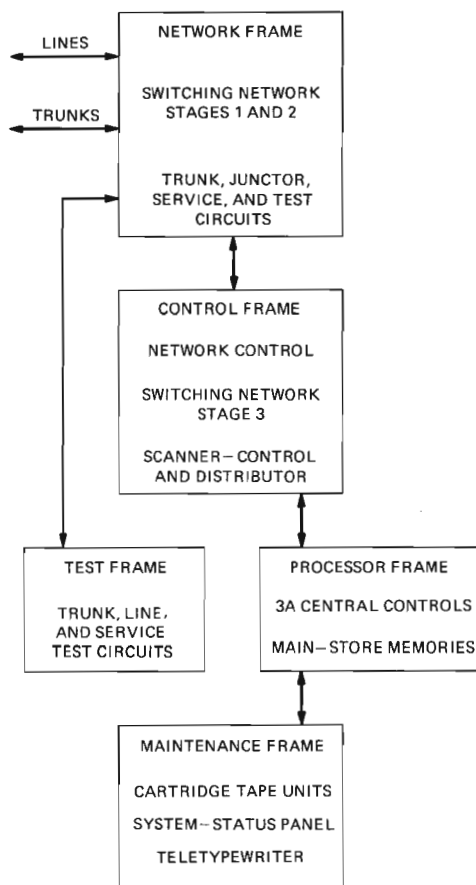 NETWORK FRAME
LINES
SWITCHING NETWORK
STAGES 1 AND 2
TRUNKS
TRUNK, JUNCTOR,
SERVICE, AND TEST
CIRCUITS
CONTROL FRAME
NETWORK CONTROL
SWITCHING NETWORK
STAGE 3
SCANNER–CONTROL
AND DISTRIBUTOR
TEST FRAME
TRUNK, LINE,
AND SERVICE
TEST CIRCUITS
PROCESSOR FRAME
3A CENTRAL CONTROLS
MAIN–STORE MEMORIES
MAINTENANCE FRAME
CARTRIDGE TAPE UNITS
SYSTEM–STATUS PANEL
TELETYPEWRITER